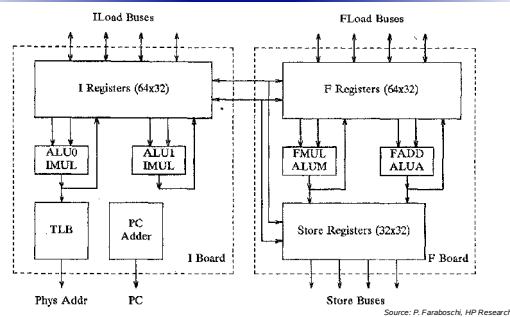 ILoad Buses
FLoad Buses
I Registers (64x32)
F Registers (64x32)
ALU0
IMUL
ALU1
IMUL
FMUL
ALUM
FADD
ALUA
TLB
PC
Adder
Store Registers (32x32)
I Board
F Board
Phys Addr
PC
Store Buses
Source: P. Faraboschi, HP Research